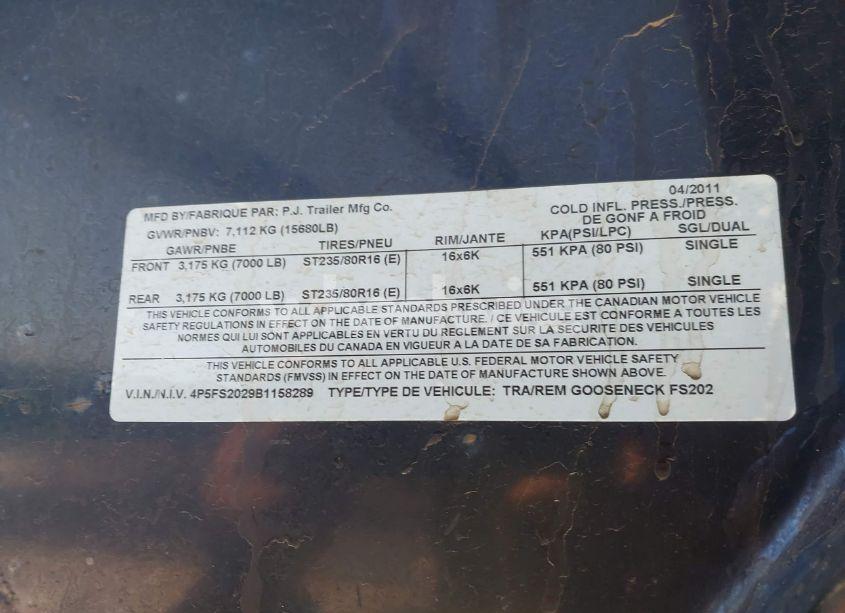 04/2011
MFD BY/FABRIQUE PAR: P.J. Trailer Mfg Co. COLD INFL. PRESS./PRESS.
GVWR/PNBV: 7,112 KG (15680LB) DE GONF A FROID
GAWR/PNBE TIRES/PNEU RIM/JANTE KPA(PSI/LPC) SGL/DUAL
FRONT 3,175 KG (7000 LB) ST235/80R16 (E) 16x6K 551 KPA (80 PSI) SINGLE
REAR 3,175 KG (7000 LB) ST235/80R16 (E) 16x6K 551 KPA (80 PSI) SINGLE
THIS VEHICLE CONFORMS TO ALL APPLICABLE STANDARDS PRESCRIBED UNDER THE CANADIAN MOTOR VEHICLE
SAFETY REGULATIONS IN EFFECT ON THE DATE OF MANUFACTURE. / CE VEHICULE EST CONFORME A TOUTES LES
NORMES QUI LUI SONT APPLICABLES EN VERTU DU REGLEMENT SUR LA SECURITE DES VEHICULES
AUTOMOBILES DU CANADA EN VIGUEUR A LA DATE DE SA FABRICATION.
THIS VEHICLE CONFORMS TO ALL APPLICABLE U.S. FEDERAL MOTOR VEHICLE SAFETY
STANDARDS (FMVSS) IN EFFECT ON THE DATE OF MANUFACTURE SHOWN ABOVE.
V.I.N./N.I.V. 4P5FS2029B1158289 TYPE/TYPE DE VEHICULE: TRA/REM GOOSENECK FS202